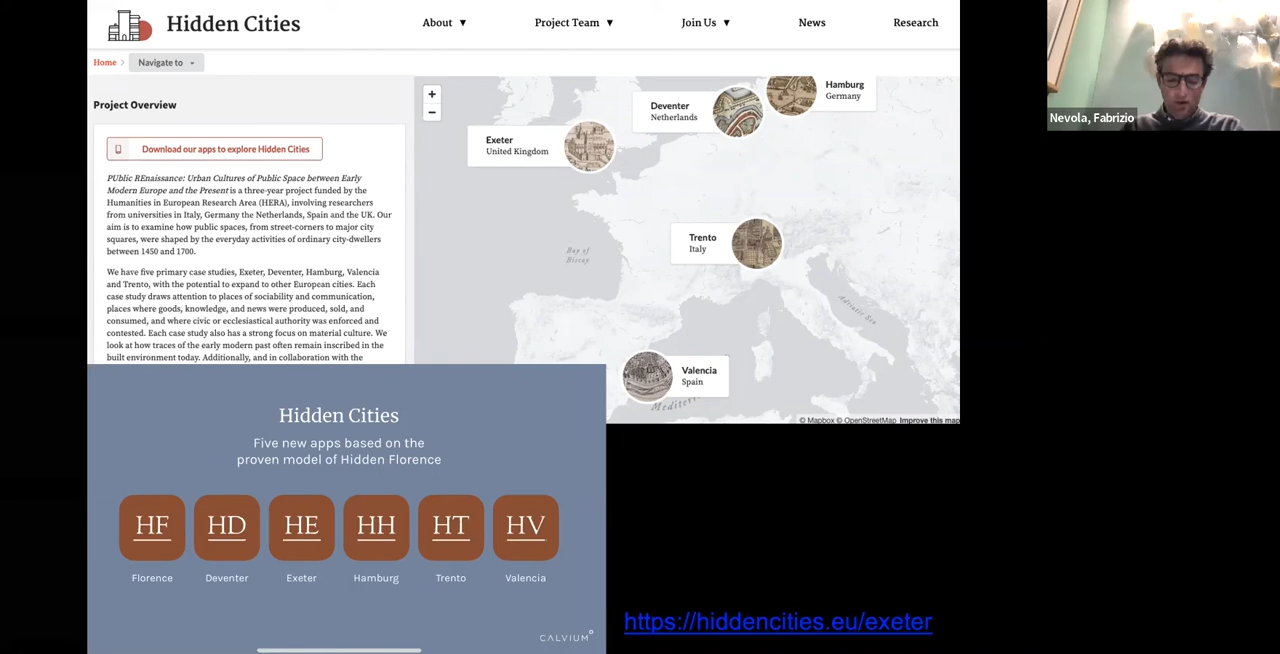 Hidden Cities
About ▼ Project Team ▼ Join Us ▼ News Research
Home > Navigate to
Project Overview
Download our apps to explore Hidden Cities
PUblic REnaissance: Urban Cultures of Public Space between Early
Modern Europe and the Present is a three-year project funded by the
Humanities in European Research Area (HERA), involving researchers
from universities in Italy, Germany the Netherlands, Spain and the UK. Our
aim is to examine how public spaces, from street-corners to major city
squares, were shaped by the everyday activities of ordinary city-dwellers
between 1450 and 1700.
We have five primary case studies, Exeter, Deventer, Hamburg, Valencia
and Trento, with the potential to expand to other European cities. Each
case study draws attention to places of sociability and communication,
places where goods, knowledge, and news were produced, sold, and
consumed, and where civic or ecclesiastical authority was enforced and
contested. Each case study also has a strong focus on material culture. We
look at how traces of the early modern past often remain inscribed in the
built environment today. Additionally, and in collaboration with the
+
−
Hamburg
Germany
Deventer
Netherlands
Exeter
United Kingdom
Trento
Italy
Bay of
Biscay
Adriatic Sea
Valencia
Spain
Mediterr
© Mapbox © OpenStreetMap Improve this map
Nevola, Fabrizio
Hidden Cities
Five new apps based on the
proven model of Hidden Florence
HF HD HE HH HT HV
Florence Deventer Exeter Hamburg Trento Valencia
CALVIUM
https://hiddencities.eu/exeter